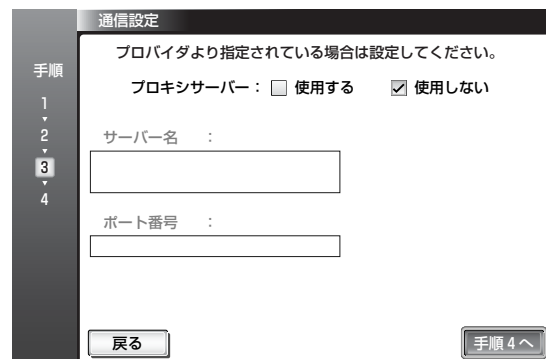 通信設定
手順
1
2
3
4
プロバイダより指定されている場合は設定してください。
プロキシサーバー： 使用する 使用しない
サーバー名 ：
ポート番号 ：
戻る
手順4へ